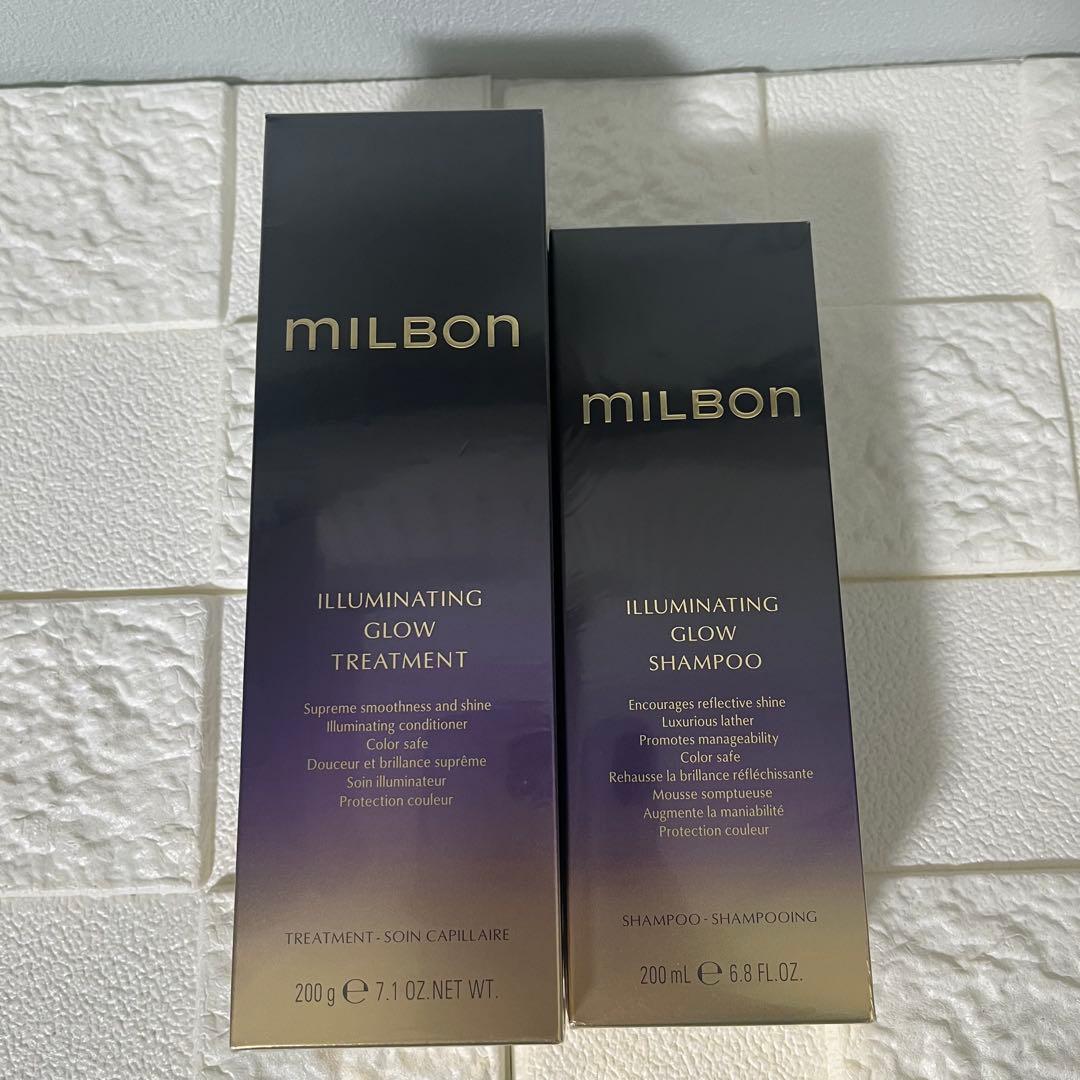 MILBON
ILLUMINATING
GLOW
TREATMENT
Supreme smoothness and shine
Illuminating conditioner
Color safe
Douceur et brillance suprême
Soin illuminateur
Protection couleur
TREATMENT - SOIN CAPILLAIRE
200 g ℮ 7.1 OZ.NET WT.
MILBON
ILLUMINATING
GLOW
SHAMPOO
Encourages reflective shine
Luxurious lather
Promotes manageability
Color safe
Rehausse la brillance réfléchissante
Mousse somptueuse
Augmente la maniabilité
Protection couleur
SHAMPOO - SHAMPOOING
200 mL ℮ 6.8 FL.OZ.